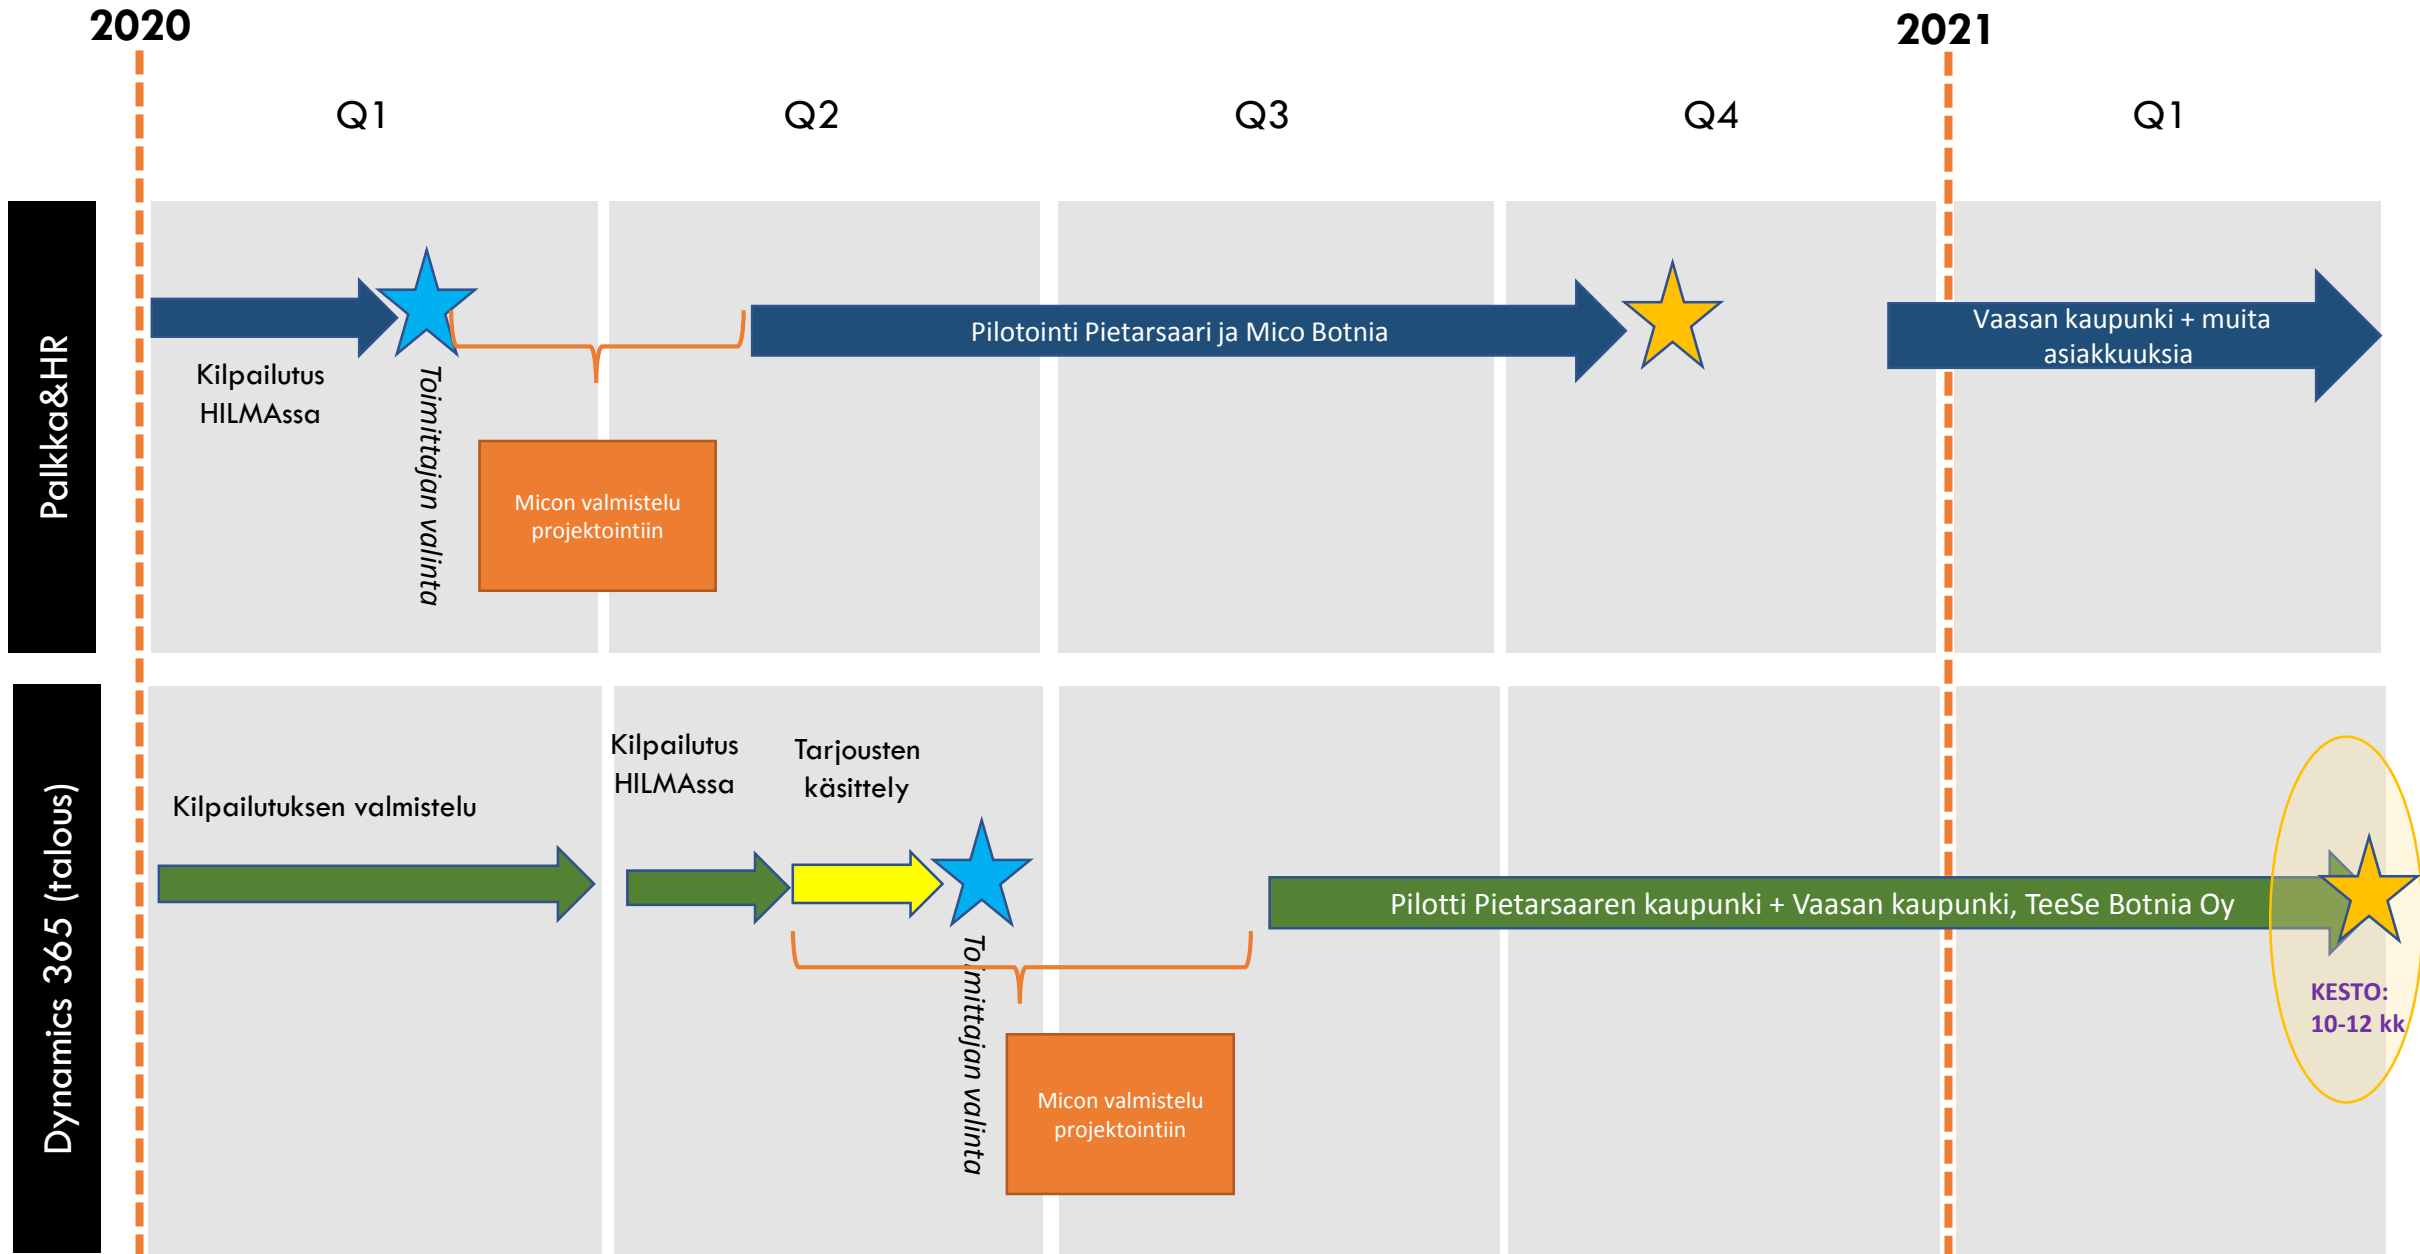 2020
2021
Q1
Q2
Q3
Q4
Q1
Palkka&HR
Kilpailutus
HILMAssa
Toimittajan valinta
Micon valmistelu
projektointiin
Pilotointi Pietarsaari ja Mico Botnia
Vaasan kaupunki + muita
asiakkuuksia
Dynamics 365 (talous)
Kilpailutuksen valmistelu
Kilpailutus
HILMAssa
Tarjousten
käsittely
Toimittajan valinta
Micon valmistelu
projektointiin
Pilotti Pietarsaaren kaupunki + Vaasan kaupunki, TeeSe Botnia Oy
KESTO:
10-12 kk